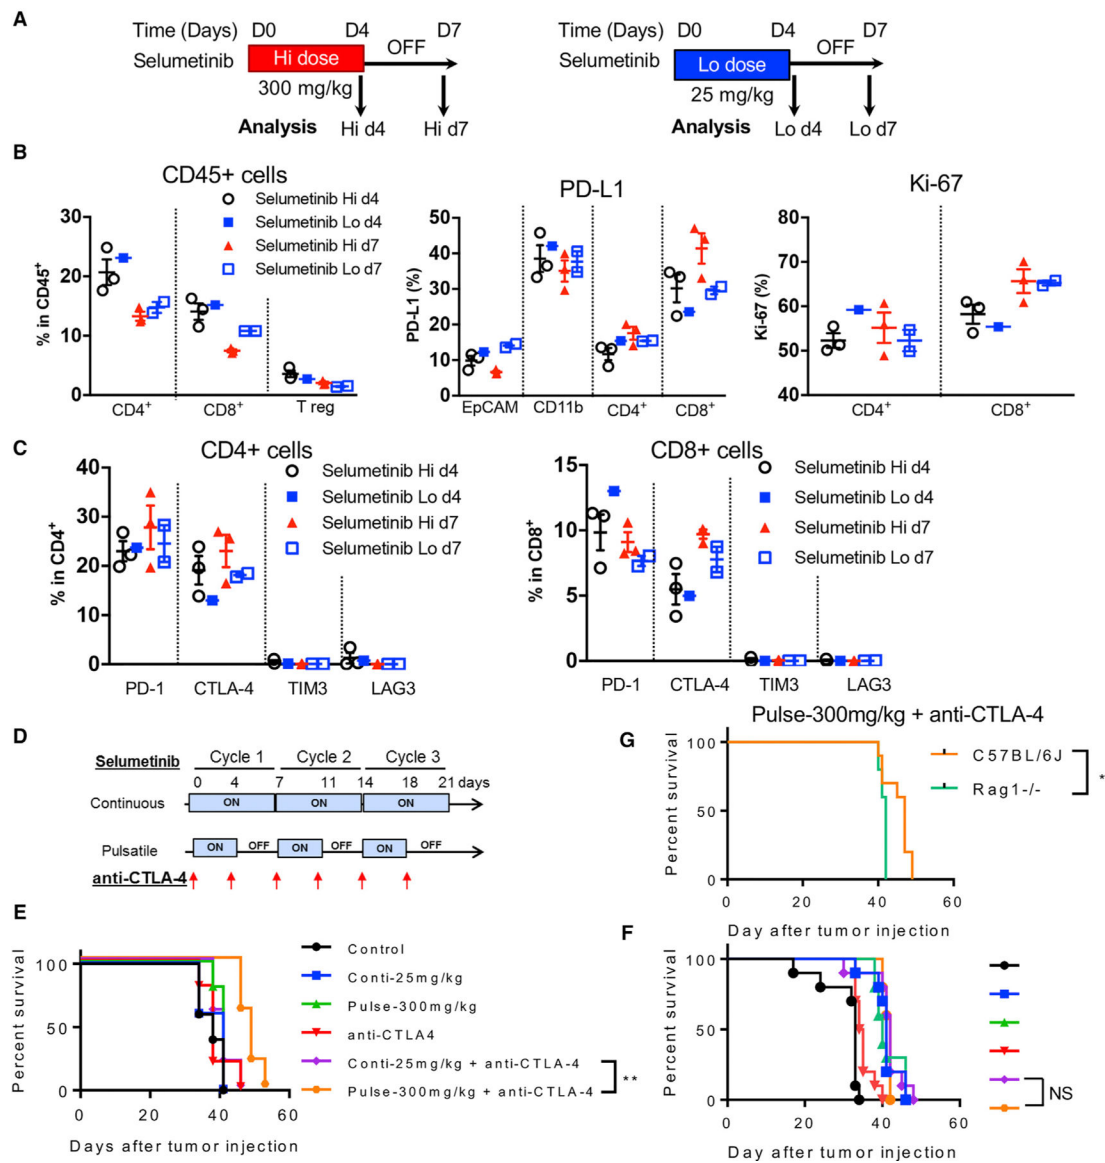 A
Time (Days) D0 D4 D7
Selumetinib Hi dose OFF
300 mg/kg
Analysis Hi d4 Hi d7
Time (Days) D0 D4 D7
Selumetinib Lo dose OFF
25 mg/kg
Analysis Lo d4 Lo d7
B
CD45+ cells
Selumetinib Hi d4
Selumetinib Lo d4
Selumetinib Hi d7
Selumetinib Lo d7
% in CD45+
30
20
10
0
CD4+ CD8+ T reg
PD-L1
PD-L1 (%)
50
40
30
20
10
0
EpCAM CD11b CD4+ CD8+
Ki-67
Ki-67 (%)
80
70
60
50
40
CD4+ CD8+
C
CD4+ cells
Selumetinib Hi d4
Selumetinib Lo d4
Selumetinib Hi d7
Selumetinib Lo d7
% in CD4+
40
30
20
10
0
PD-1 CTLA-4 TIM3 LAG3
CD8+ cells
Selumetinib Hi d4
Selumetinib Lo d4
Selumetinib Hi d7
Selumetinib Lo d7
% in CD8+
15
10
5
0
PD-1 CTLA-4 TIM3 LAG3
D
Selumetinib Cycle 1 Cycle 2 Cycle 3
0 4 7 11 14 18 21 days
Continuous ON ON ON
Pulsatile ON OFF ON OFF ON OFF
anti-CTLA-4
E
Percent survival
100
50
0
0 20 40 60
Days after tumor injection
Control
Conti-25mg/kg
Pulse-300mg/kg
anti-CTLA4
Conti-25mg/kg + anti-CTLA-4
Pulse-300mg/kg + anti-CTLA-4
**
Pulse-300mg/kg + anti-CTLA-4
G
Percent survival
100
50
0
0 20 40 60
Day after tumor injection
C57BL/6J
Rag1-/-
*
F
Percent survival
100
50
0
0 20 40 60
Day after tumor injection
NS